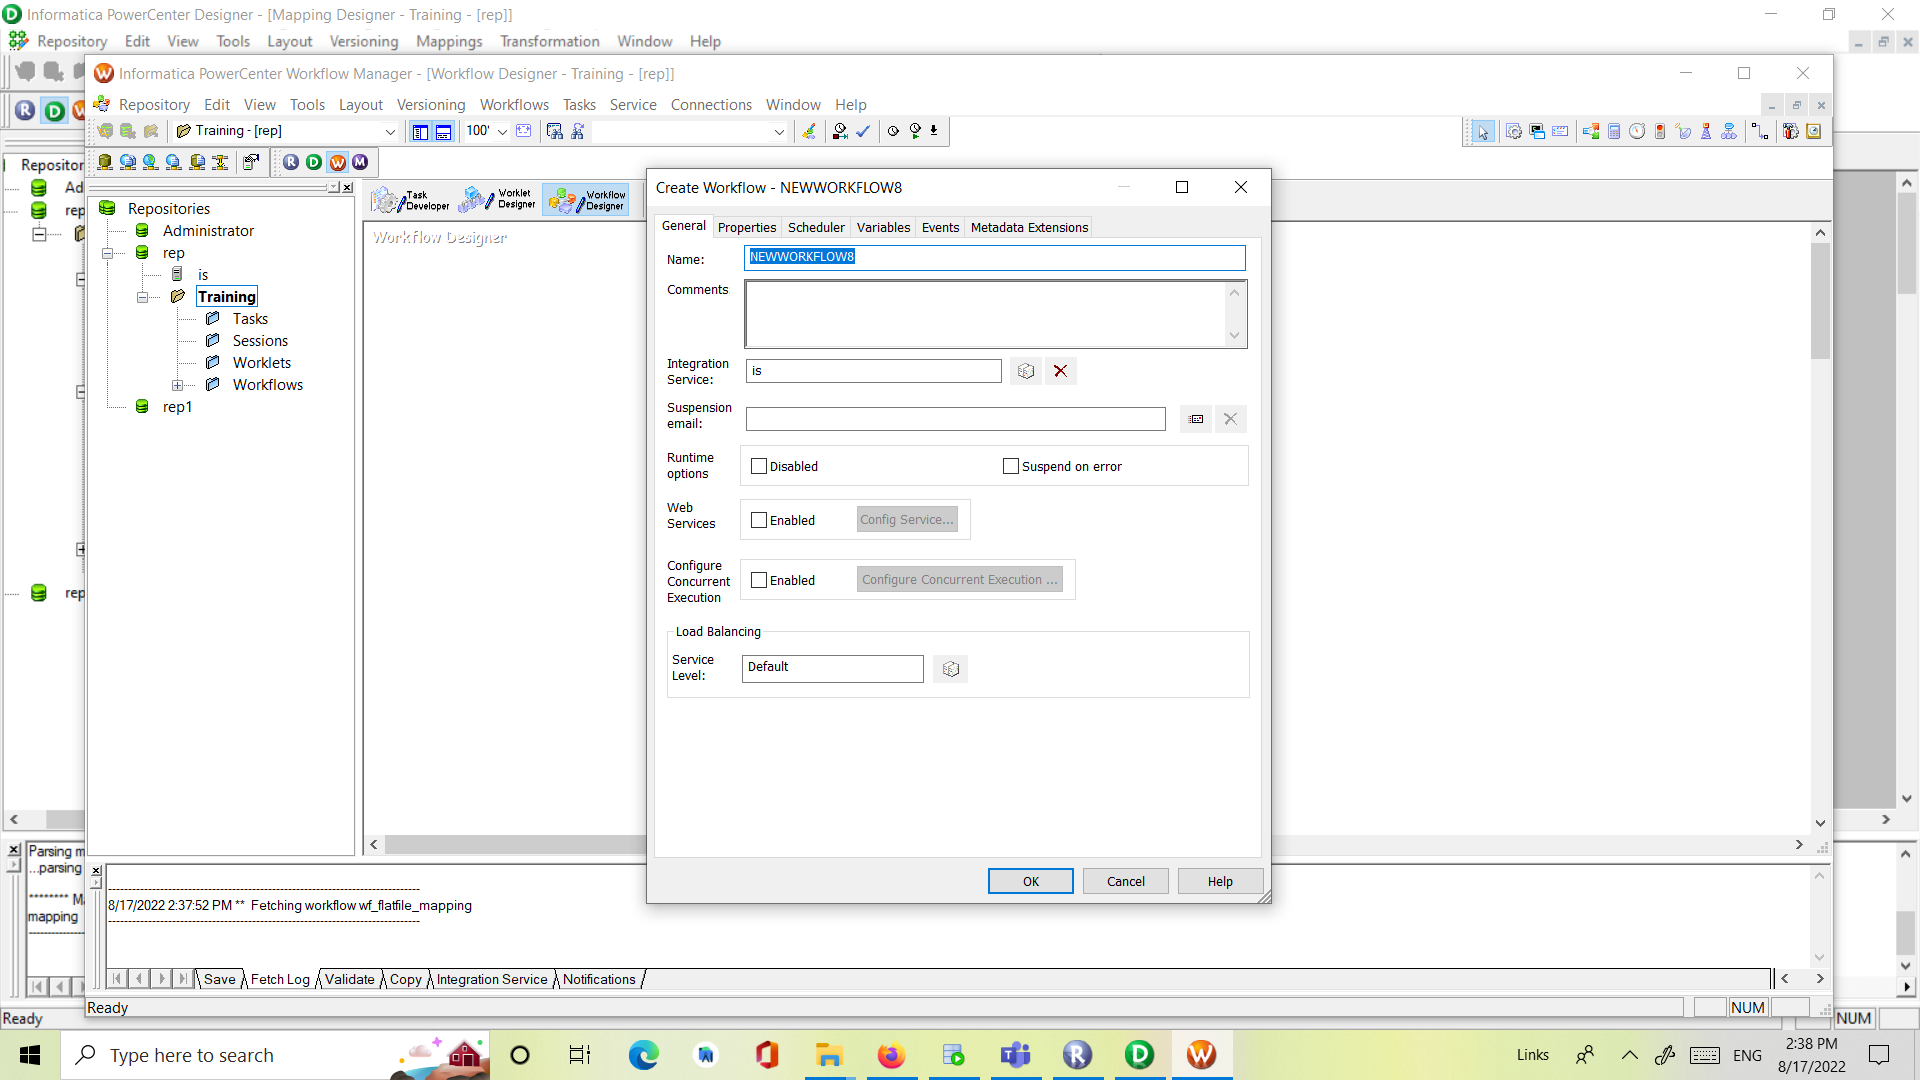 Informatica PowerCenter Designer - [Mapping Designer - Training - [rep]]
Repository Edit View Tools Layout Versioning Mappings Transformation Window Help
Informatica PowerCenter Workflow Manager - [Workflow Designer - Training - [rep]]
Repository Edit View Tools Layout Versioning Workflows Tasks Service Connections Window Help
Training - [rep]
100'
R D W M
R D
Repositor
Ad
rep
rep
Repositories
Administrator
rep
is
Training
Tasks
Sessions
Worklets
Workflows
rep1
Task Developer
Worklet Designer
Workflow Designer
Workflow Designer
Create Workflow - NEWWORKFLOW8
General Properties Scheduler Variables Events Metadata Extensions
Name: NEWWORKFLOW8
Comments
Integration Service: is
Suspension email:
Runtime options Disabled Suspend on error
Web Services Enabled Config Service...
Configure Concurrent Execution Enabled Configure Concurrent Execution ...
Load Balancing
Service Level: Default
OK Cancel Help
Parsing m
...parsing
******** M
mapping
8/17/2022 2:37:52 PM ** Fetching workflow wf_flatfile_mapping
Save Fetch Log Validate Copy Integration Service Notifications
Ready NUM
Ready NUM
Type here to search
Links ENG
2:38 PM
8/17/2022